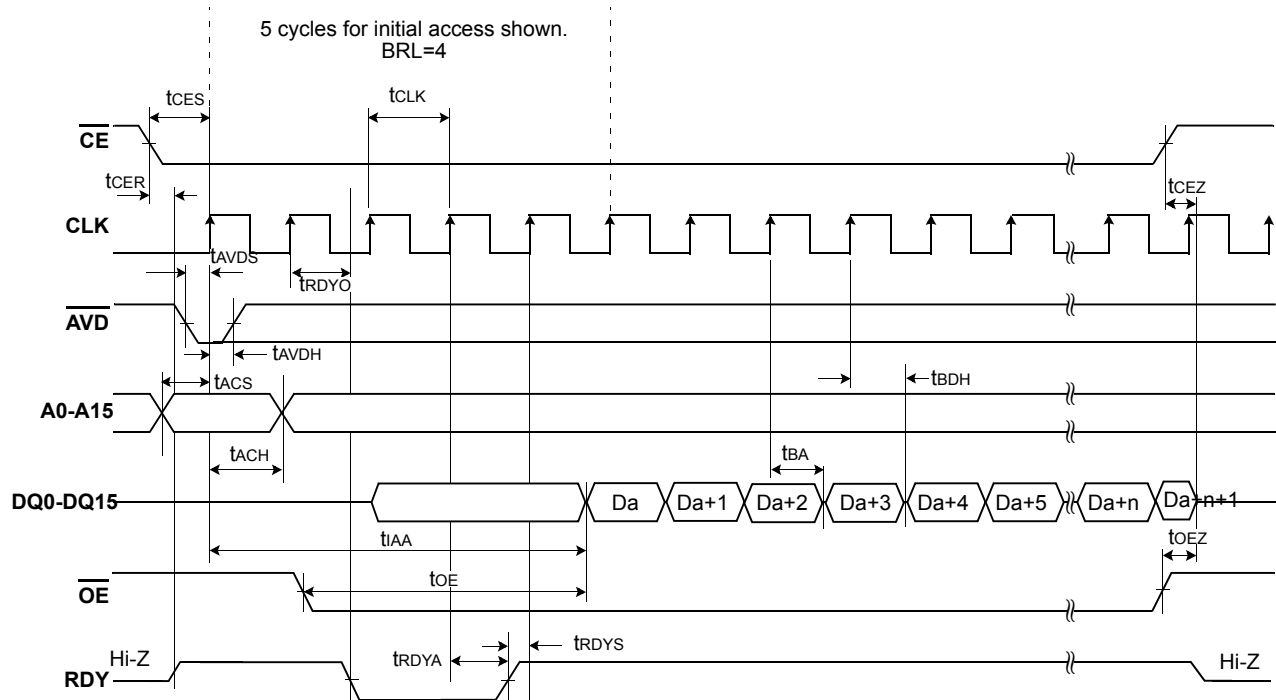 5 cycles for initial access shown.
BRL=4
tCES
tCLK
CE
tCER
tCEZ
CLK
tAVDS
tRDYO
AVD
tAVDH
tACS
tBDH
A0-A15
tACH
tBA
DQ0-DQ15
Da
Da+1
Da+2
Da+3
Da+4
Da+5
Da+n
Da+n+1
tIAA
tOEZ
tOE
OE
tRDYS
tRDYA
Hi-Z
Hi-Z
RDY